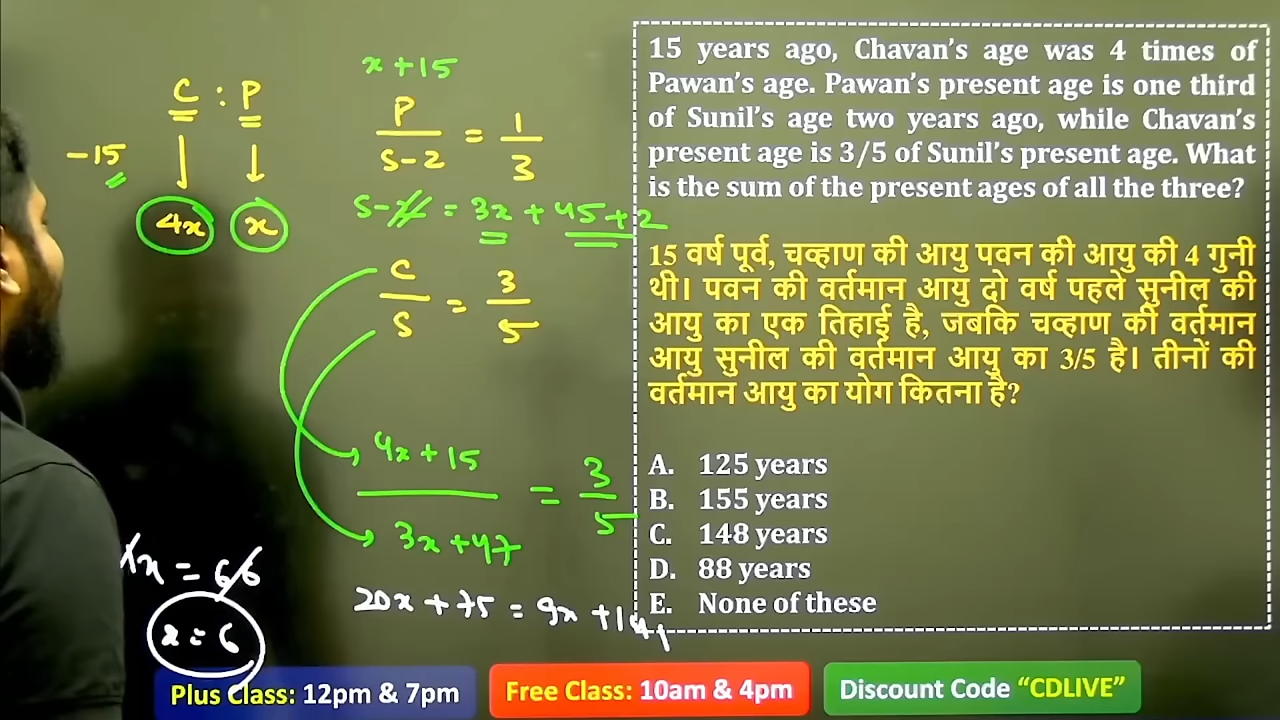 C : P
-15
4x x
x+15
P/S-2 = 1/3
S-2 = 3x + 45+2
C/S = 3/5
4x+15/3x+47 = 3/5
20x + 75 = 9x + 141
x = 6
15 years ago, Chavan’s age was 4 times of
Pawan’s age. Pawan’s present age is one third
of Sunil’s age two years ago, while Chavan’s
present age is 3/5 of Sunil’s present age. What
is the sum of the present ages of all the three?
15 वर्ष पूर्व, चव्हाण की आयु पवन की आयु की 4 गुनी
थी। पवन की वर्तमान आयु दो वर्ष पहले सुनील की
आयु का एक तिहाई है, जबकि चव्हाण की वर्तमान
आयु सुनील की वर्तमान आयु का 3/5 है। तीनों की
वर्तमान आयु का योग कितना है?
A. 125 years
B. 155 years
C. 148 years
D. 88 years
E. None of these
Plus Class: 12pm & 7pm
Free Class: 10am & 4pm
Discount Code “CDLIVE”